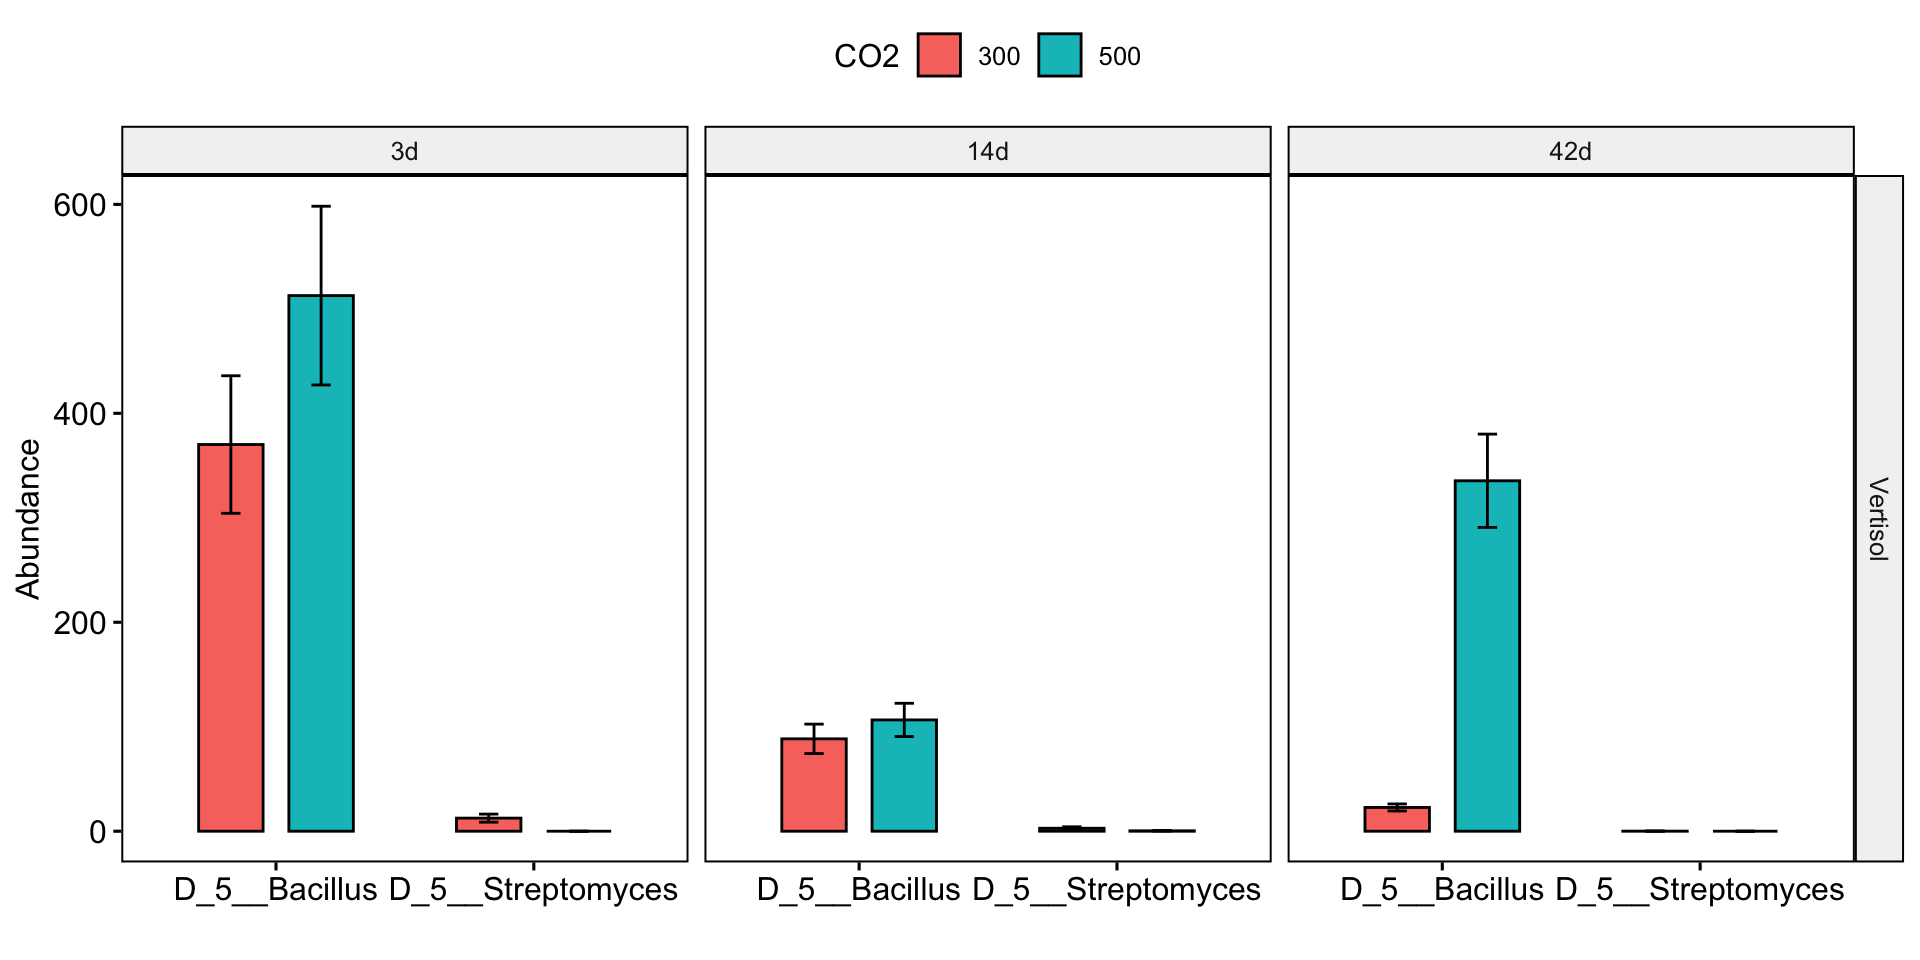 CO2 300 500
3d 14d 42d
Abundance
600
400
200
0
Vertisol
D_5__Bacillus D_5__Streptomyces D_5__Bacillus D_5__Streptomyces D_5__Bacillus D_5__Streptomyces